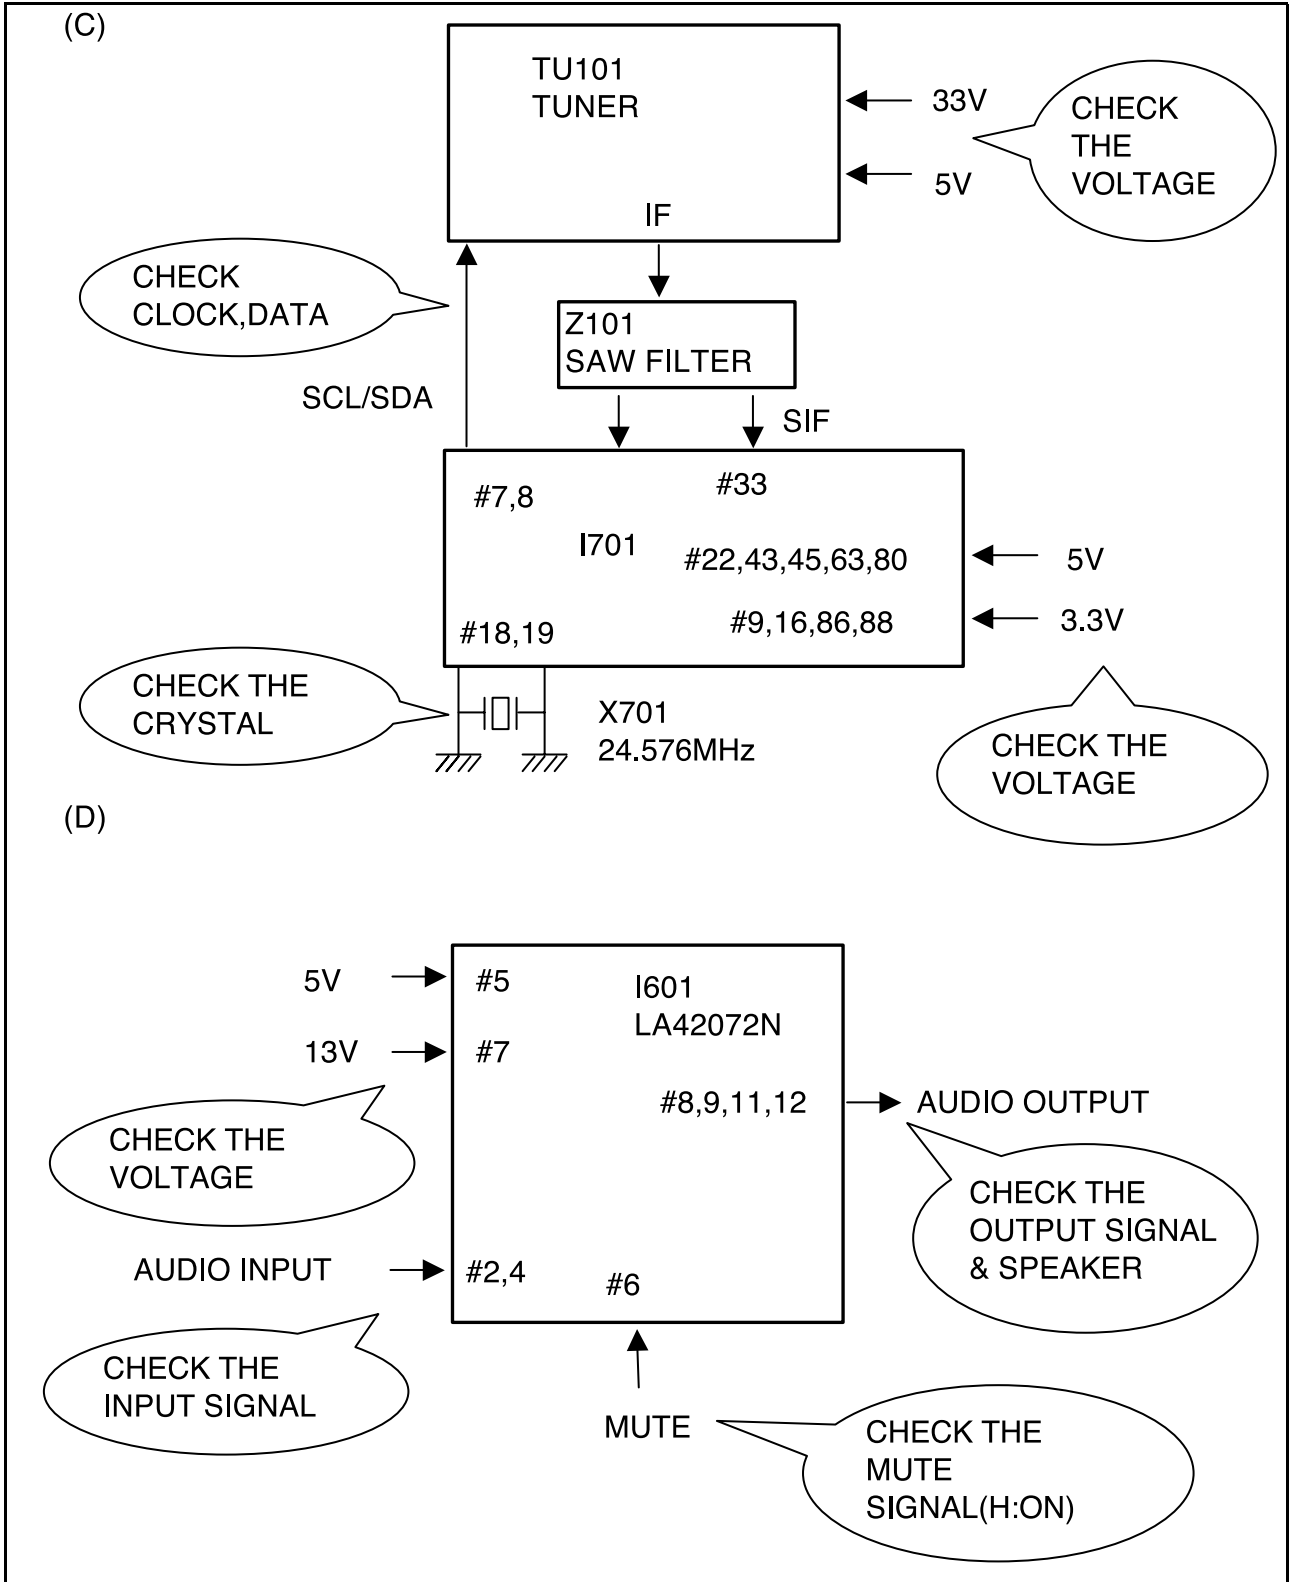 (C)
TU101
TUNER
33V
5V
CHECK
THE
VOLTAGE
IF
CHECK
CLOCK,DATA
Z101
SAW FILTER
SCL/SDA
SIF
#7,8
#33
I701
#22,43,45,63,80
5V
#9,16,86,88
3.3V
#18,19
CHECK THE
CRYSTAL
X701
24.576MHz
CHECK THE
VOLTAGE
(D)
5V
#5
I601
LA42072N
13V
#7
#8,9,11,12
AUDIO OUTPUT
CHECK THE
VOLTAGE
CHECK THE
OUTPUT SIGNAL
& SPEAKER
AUDIO INPUT
#2,4
#6
CHECK THE
INPUT SIGNAL
MUTE
CHECK THE
MUTE
SIGNAL(H:ON)